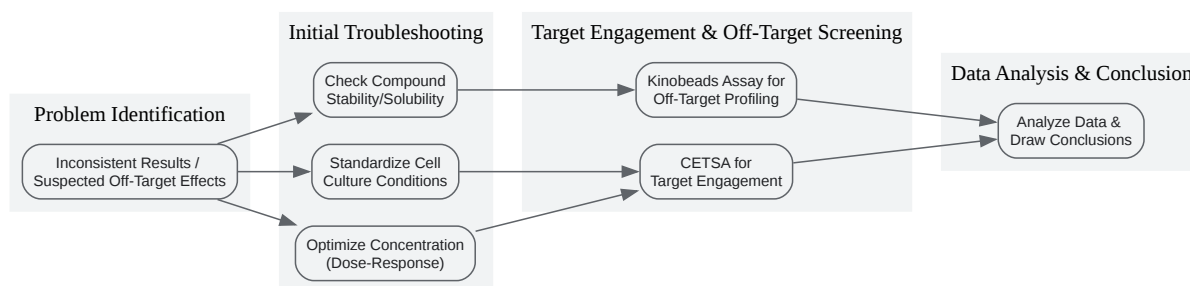 Problem Identification
Inconsistent Results /
Suspected Off-Target Effects
Initial Troubleshooting
Check Compound
Stability/Solubility
Standardize Cell
Culture Conditions
Optimize Concentration
(Dose-Response)
Target Engagement & Off-Target Screening
Kinobeads Assay for
Off-Target Profiling
CETSA for
Target Engagement
Data Analysis & Conclusion
Analyze Data &
Draw Conclusions